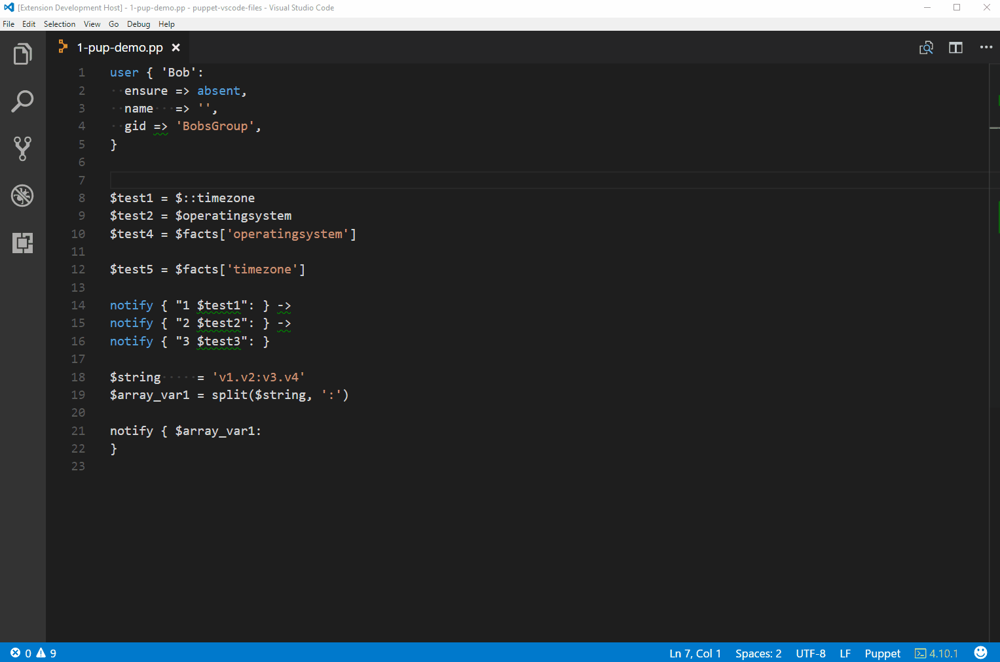 [Extension Development Host] - 1-pup-demo.pp - puppet-vscode-files - Visual Studio Code
File Edit Selection View Go Debug Help
1-pup-demo.pp
1 user { 'Bob':
2   ensure => absent,
3   name   => '',
4   gid => 'BobsGroup',
5 }
6
7
8 $test1 = $::timezone
9 $test2 = $operatingsystem
10 $test4 = $facts['operatingsystem']
11
12 $test5 = $facts['timezone']
13
14 notify { "1 $test1": } ->
15 notify { "2 $test2": } ->
16 notify { "3 $test3": }
17
18 $string     = 'v1.v2:v3.v4'
19 $array_var1 = split($string, ':')
20
21 notify { $array_var1:
22 }
23
0 9 Ln 7, Col 1 Spaces: 2 UTF-8 LF Puppet 4.10.1